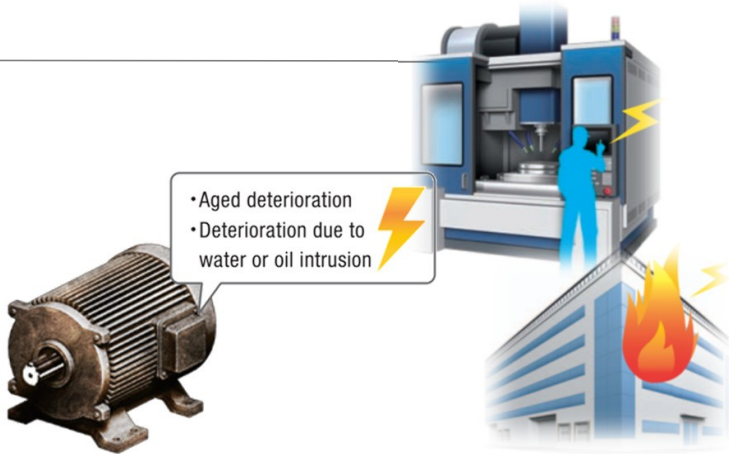 ・Aged deterioration
・Deterioration due to
water or oil intrusion